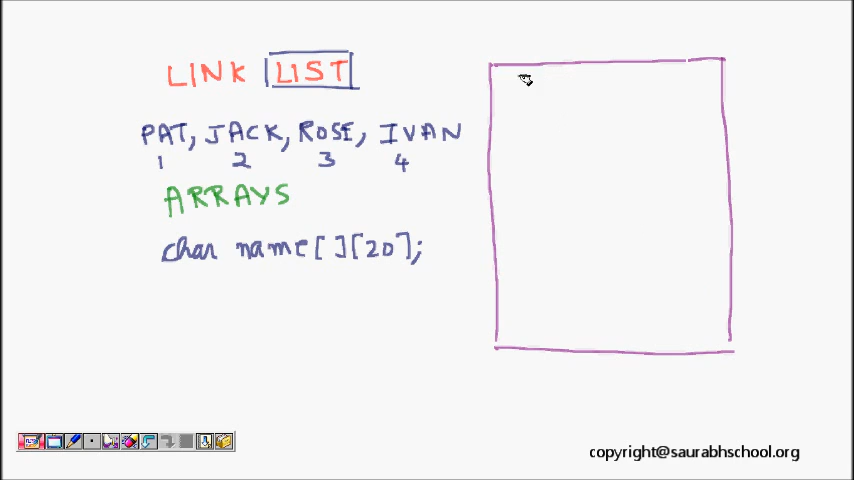 LINK LIST
PAT, JACK, ROSE, IVAN
1 2 3 4
ARRAYS
char name[][20];
copyright@saurabhschool.org